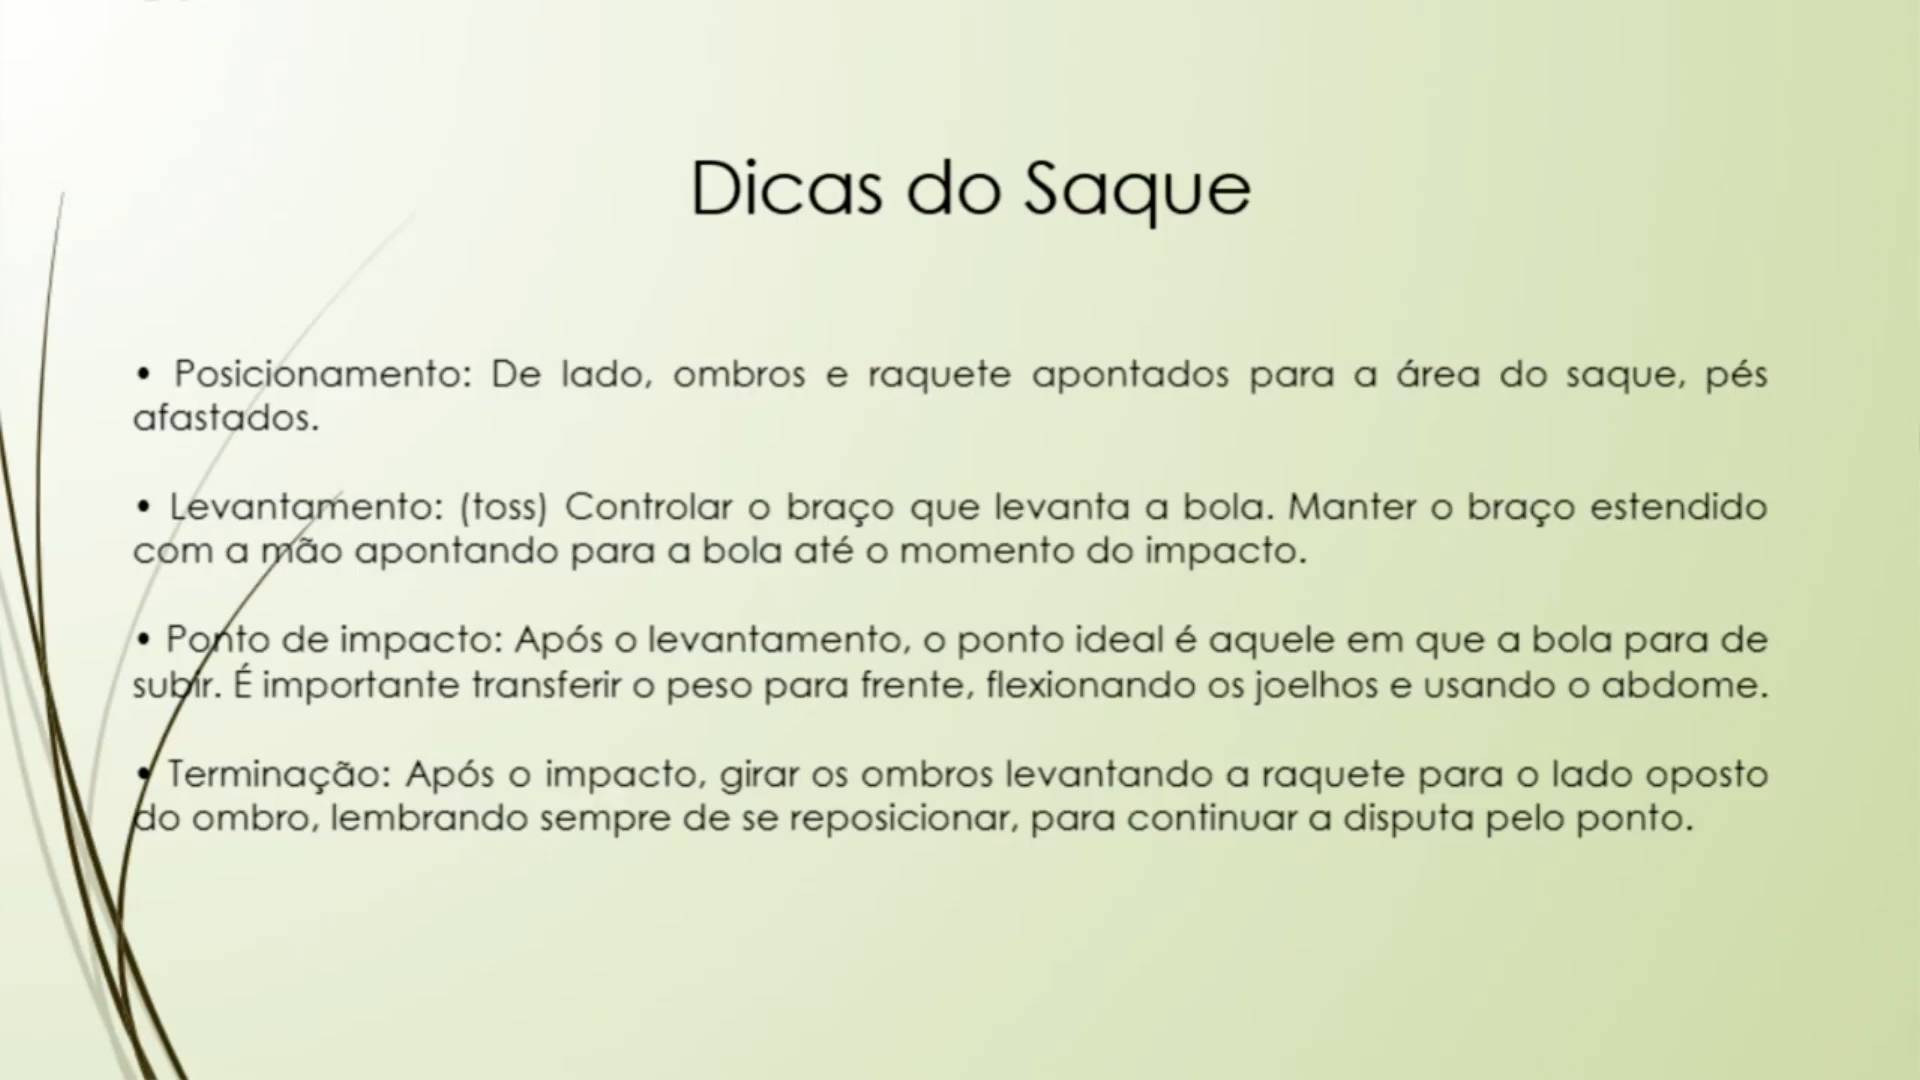 Dicas do Saque
• Posicionamento: De lado, ombros e raquete apontados para a área do saque, pés
afastados.
• Levantamento: (toss) Controlar o braço que levanta a bola. Manter o braço estendido
com a mão apontando para a bola até o momento do impacto.
• Ponto de impacto: Após o levantamento, o ponto ideal é aquele em que a bola para de
subir. É importante transferir o peso para frente, flexionando os joelhos e usando o abdome.
• Terminação: Após o impacto, girar os ombros levantando a raquete para o lado oposto
do ombro, lembrando sempre de se reposicionar, para continuar a disputa pelo ponto.